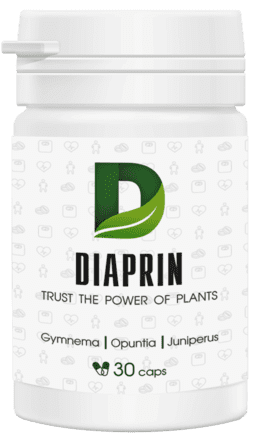 D
DIAPRIN
TRUST THE POWER OF PLANTS
Gymnema | Opuntia | Juniperus
30 caps